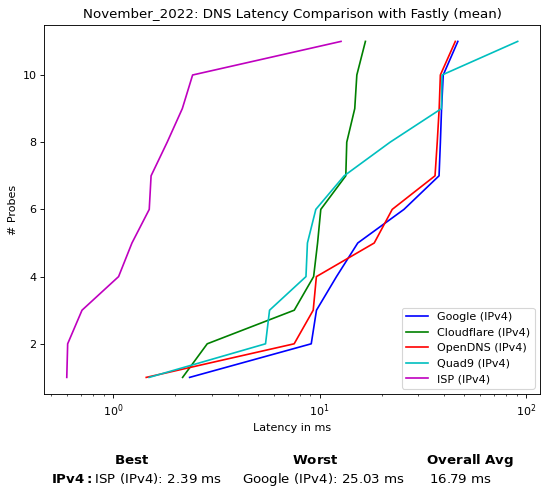 November_2022: DNS Latency Comparison with Fastly (mean)
# Probes
10
8
6
4
2
Google (IPv4)
Cloudflare (IPv4)
OpenDNS (IPv4)
Quad9 (IPv4)
ISP (IPv4)
10⁰ 10¹ 10²
Latency in ms
Best Worst Overall Avg
IPv4: ISP (IPv4): 2.39 ms Google (IPv4): 25.03 ms 16.79 ms